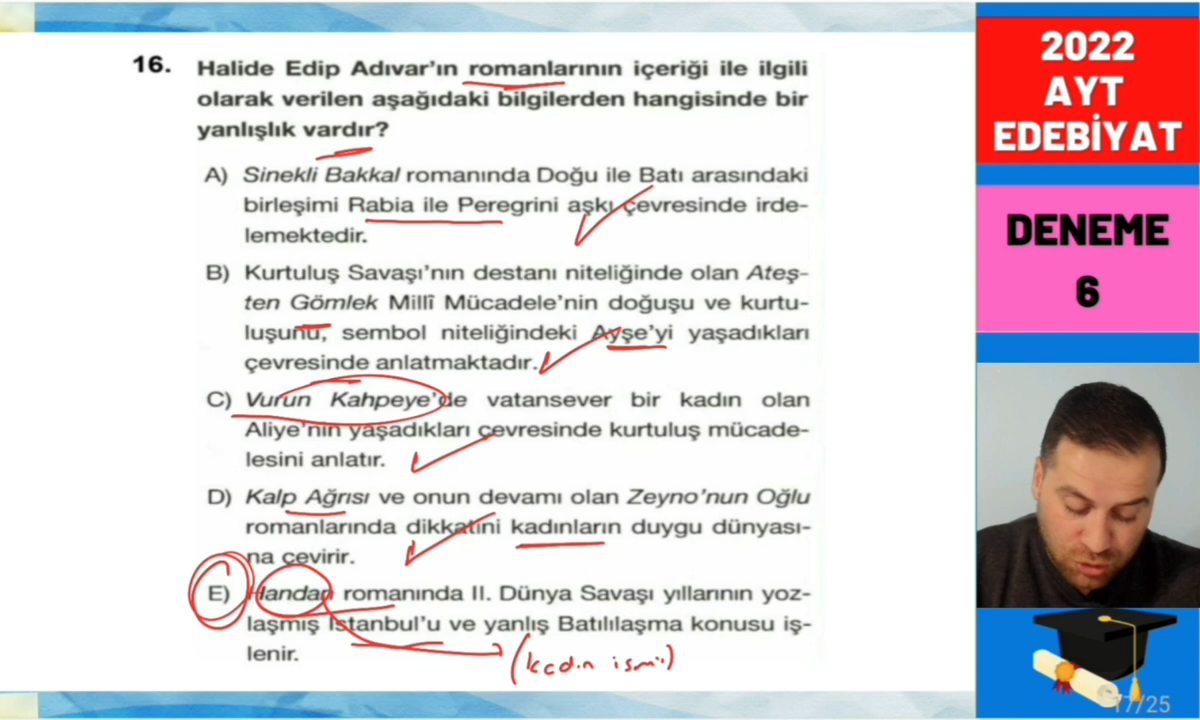 16. Halide Edip Adıvar'ın romanlarının içeriği ile ilgili
olarak verilen aşağıdaki bilgilerden hangisinde bir
yanlışlık vardır?
A) Sinekli Bakkal romanında Doğu ile Batı arasındaki
birleşimi Rabia ile Peregrini aşkı çevresinde irde-
lemektedir.
B) Kurtuluş Savaşı'nın destanı niteliğinde olan Ateş-
ten Gömlek Millî Mücadele'nin doğuşu ve kurtu-
luşunu, sembol niteliğindeki Ayşe'yi yaşadıkları
çevresinde anlatmaktadır.
C) Vurun Kahpeye'de vatansever bir kadın olan
Aliye'nin yaşadıkları çevresinde kurtuluş mücade-
lesini anlatır.
D) Kalp Ağrısı ve onun devamı olan Zeyno'nun Oğlu
romanlarında dikkatini kadınların duygu dünyası-
na çevirir.
E) Handan romanında II. Dünya Savaşı yıllarının yoz-
laşmış İstanbul'u ve yanlış Batılılaşma konusu iş-
lenir.
(kadın ismi)
2022
AYT
EDEBİYAT
DENEME
6
17/25